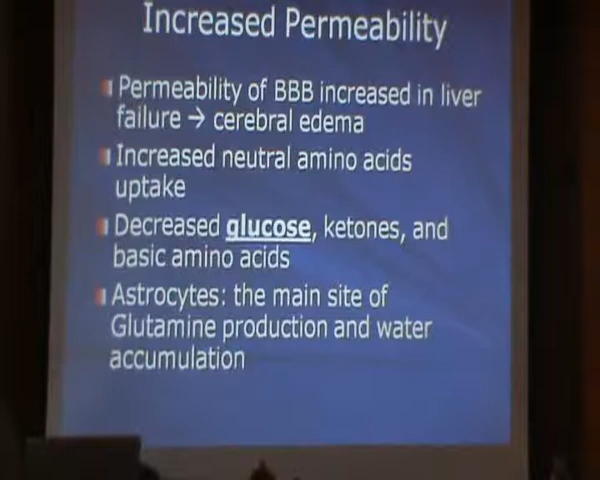 Increased Permeability
Permeability of BBB increased in liver
failure → cerebral edema
Increased neutral amino acids
uptake
Decreased glucose, ketones, and
basic amino acids
Astrocytes: the main site of
Glutamine production and water
accumulation